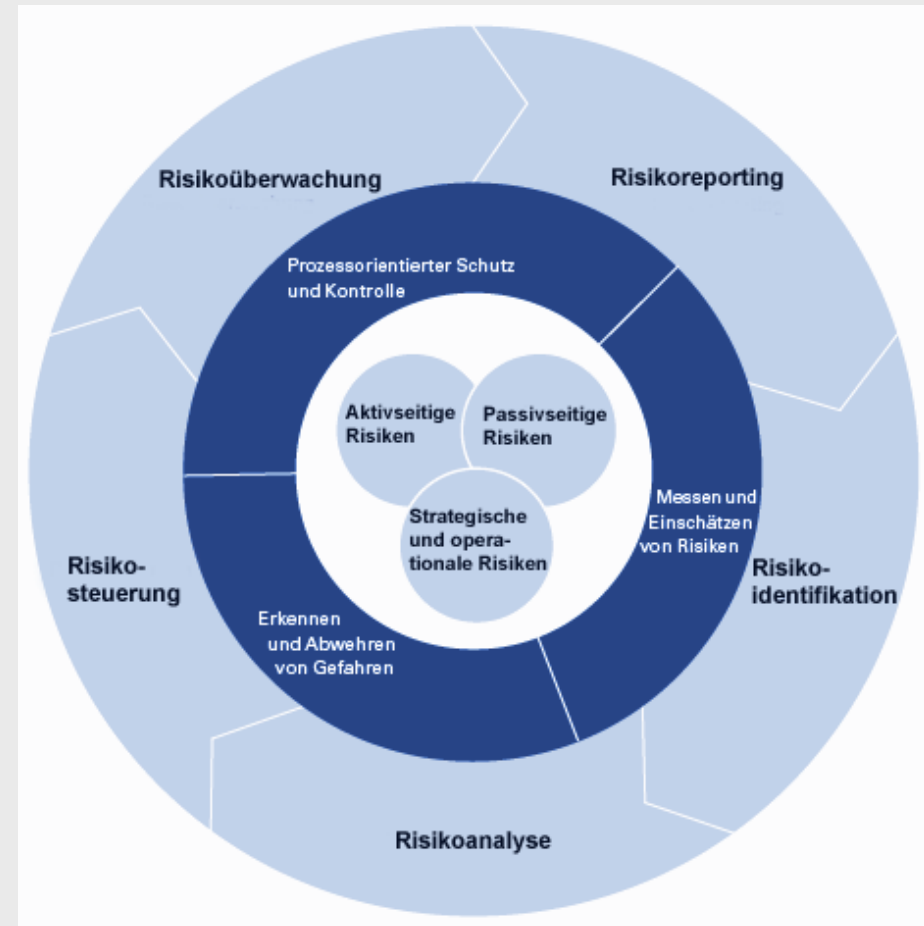 Risikoüberwachung
Risikoreporting
Prozessorientierter Schutz
und Kontrolle
Aktivseitige
Risiken
Passivseitige
Risiken
Strategische
und opera-
tionale Risiken
Messen und
Einschätzen
von Risiken
Risiko-
identifikation
Risiko-
steuerung
Erkennen
und Abwehren
von Gefahren
Risikoanalyse